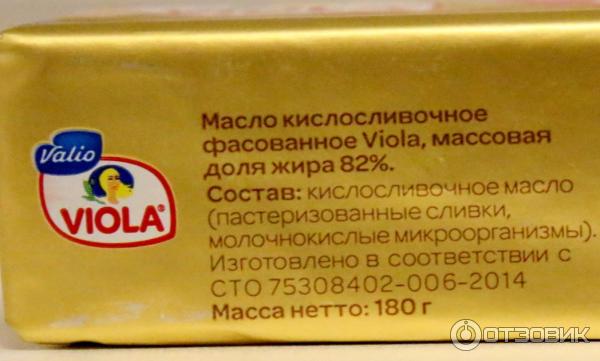 Valio
VIOLA®
Масло кислосливочное
фасованное Viola, массовая
доля жира 82%.
Состав: кислосливочное масло
(пастеризованные сливки,
молочнокислые микроорганизмы).
Изготовлено в соответствии с
СТО 75308402-006-2014
Масса нетто: 180 г
ОТЗОВИК